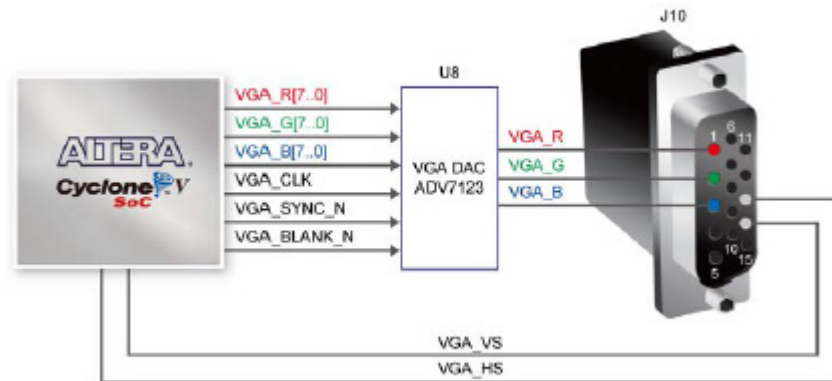 J10
U8
VGA_R[7..0]
VGA_G[7..0]
VGA_B[7..0]
VGA_CLK
VGA_SYNC_N
VGA_BLANK_N
ALTERA®
Cyclone V
SoC
VGA DAC
ADV7123
VGA_R
VGA_G
VGA_B
1
6
11
5
10
15
VGA_VS
VGA_HS